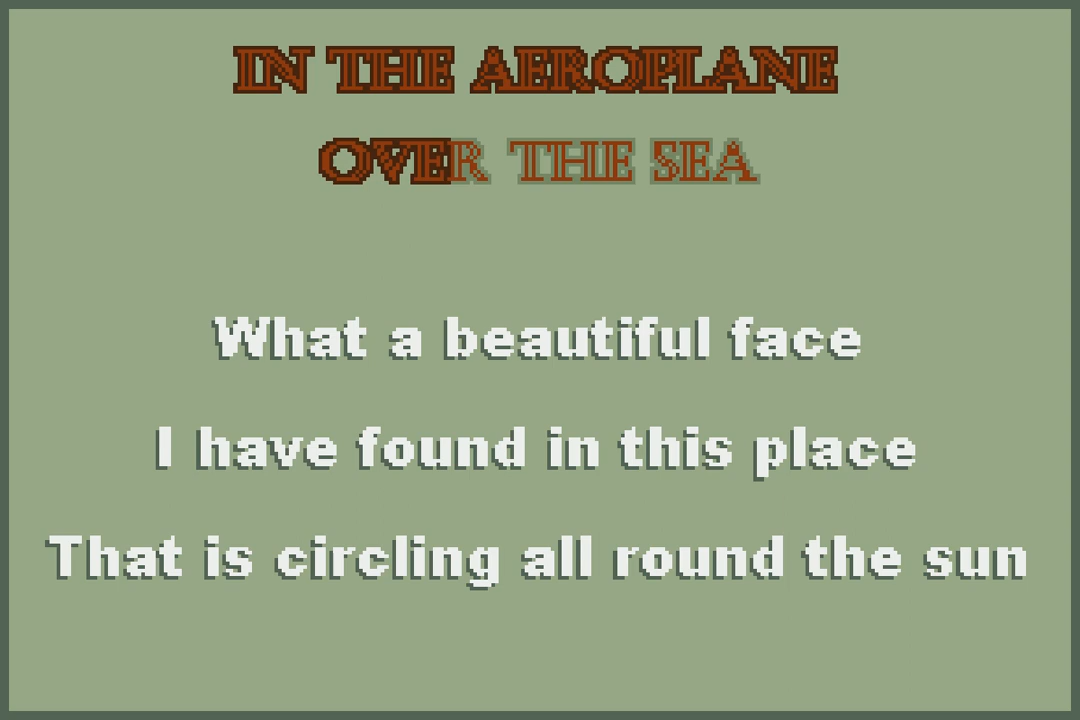 IN THE AEROPLANE
OVER THE SEA
What a beautiful face
I have found in this place
That is circling all round the sun